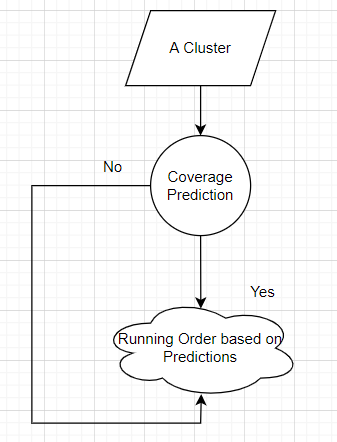 A Cluster
No
Coverage
Prediction
Yes
Running Order based on
Predictions